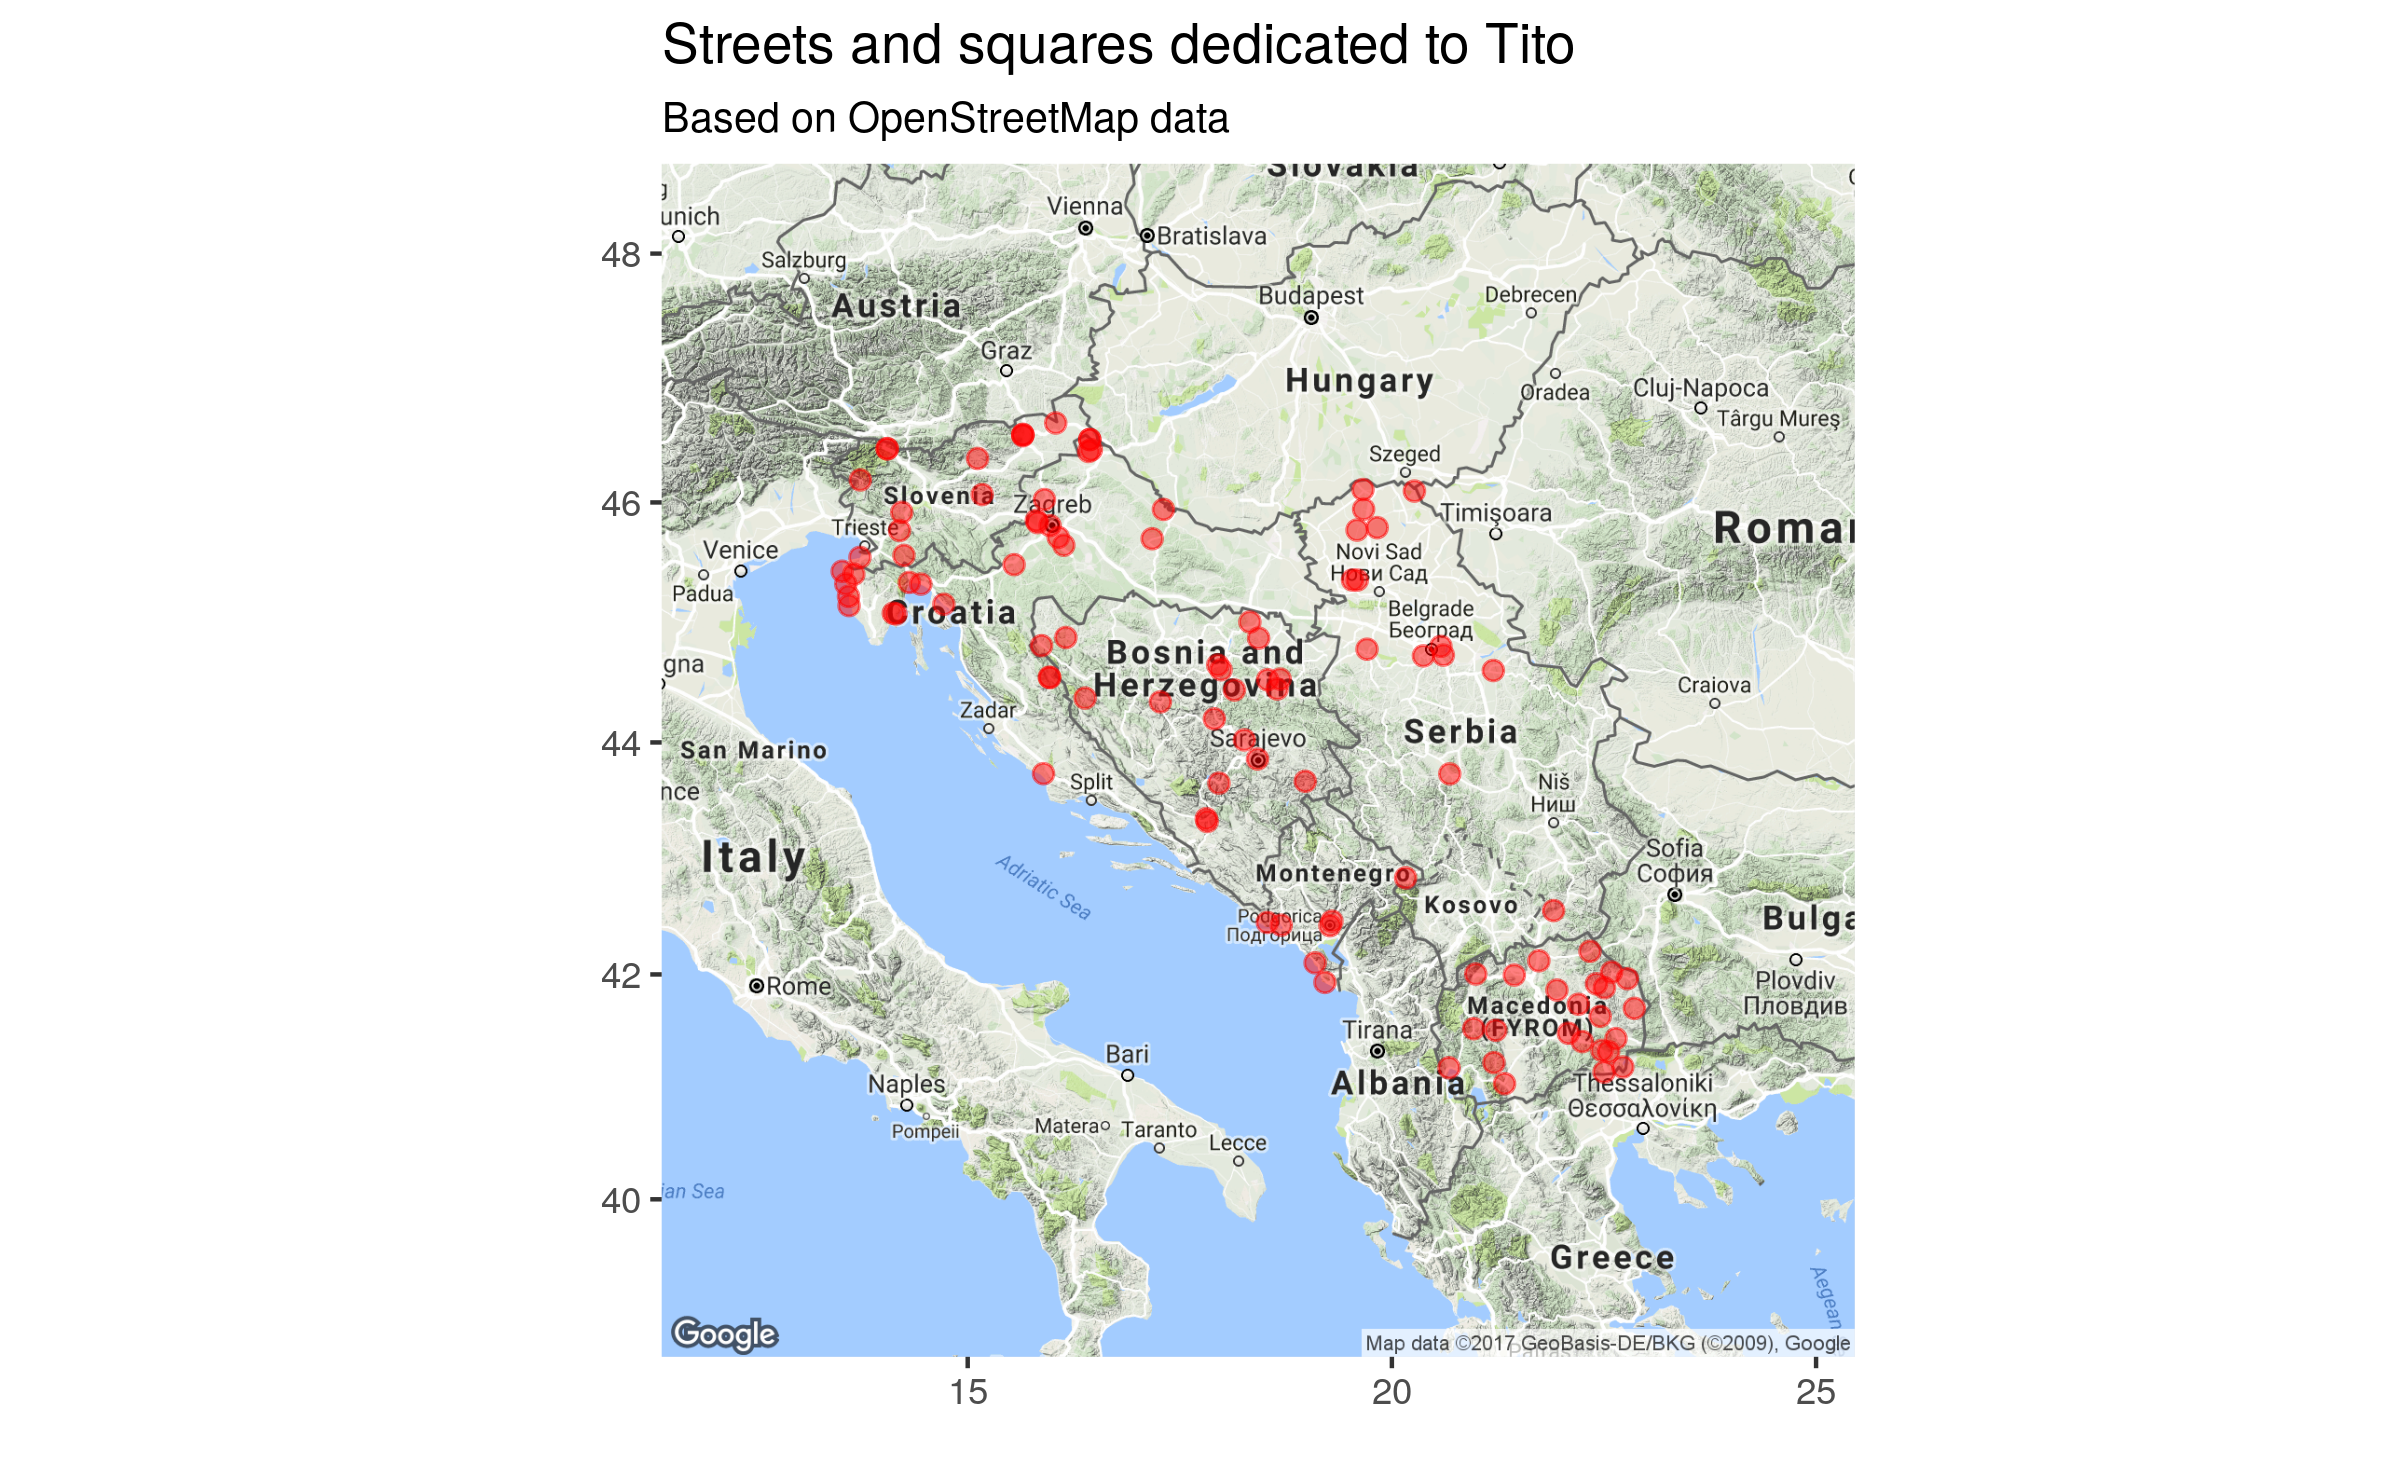 Streets and squares dedicated to Tito
Based on OpenStreetMap data
Slovakia
unich
Vienna
Bratislava
Salzburg
48
Austria
Budapest
Debrecen
Graz
Hungary
Oradea
Cluj-Napoca
Târgu Mureş
Szeged
46
Slovenia
Zagreb
Timişoara
Trieste
Romar
Venice
Novi Sad
Нови Сад
Padua
Croatia
Belgrade
Београд
gna
Bosnia and
Herzegovina
Craiova
Zadar
44
San Marino
Sarajevo
Serbia
Split
Niš
Ниш
nce
Italy
Adriatic Sea
Sofia
София
Montenegro
Kosovo
Podgorica
Подгорица
Bulga
42
Rome
Plovdiv
Пловдив
Macedonia
(FYROM)
Tirana
Bari
Albania
Naples
Thessaloniki
Θεσσαλονίκη
Pompeii
Matera
Taranto
Lecce
40
ian Sea
Greece
Aegean
Google
Map data ©2017 GeoBasis-DE/BKG (©2009), Google
15
20
25